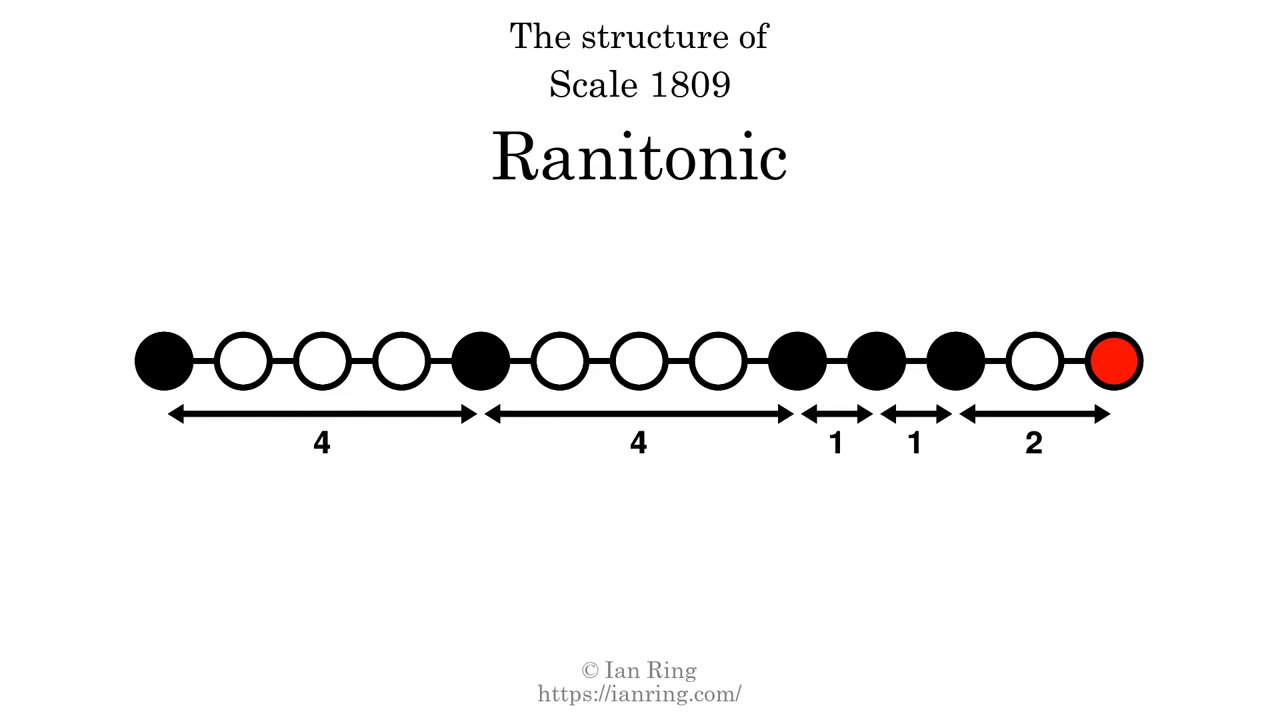 The structure of
Scale 1809
Ranitonic
4 4 1 1 2
© Ian Ring
https://ianring.com/